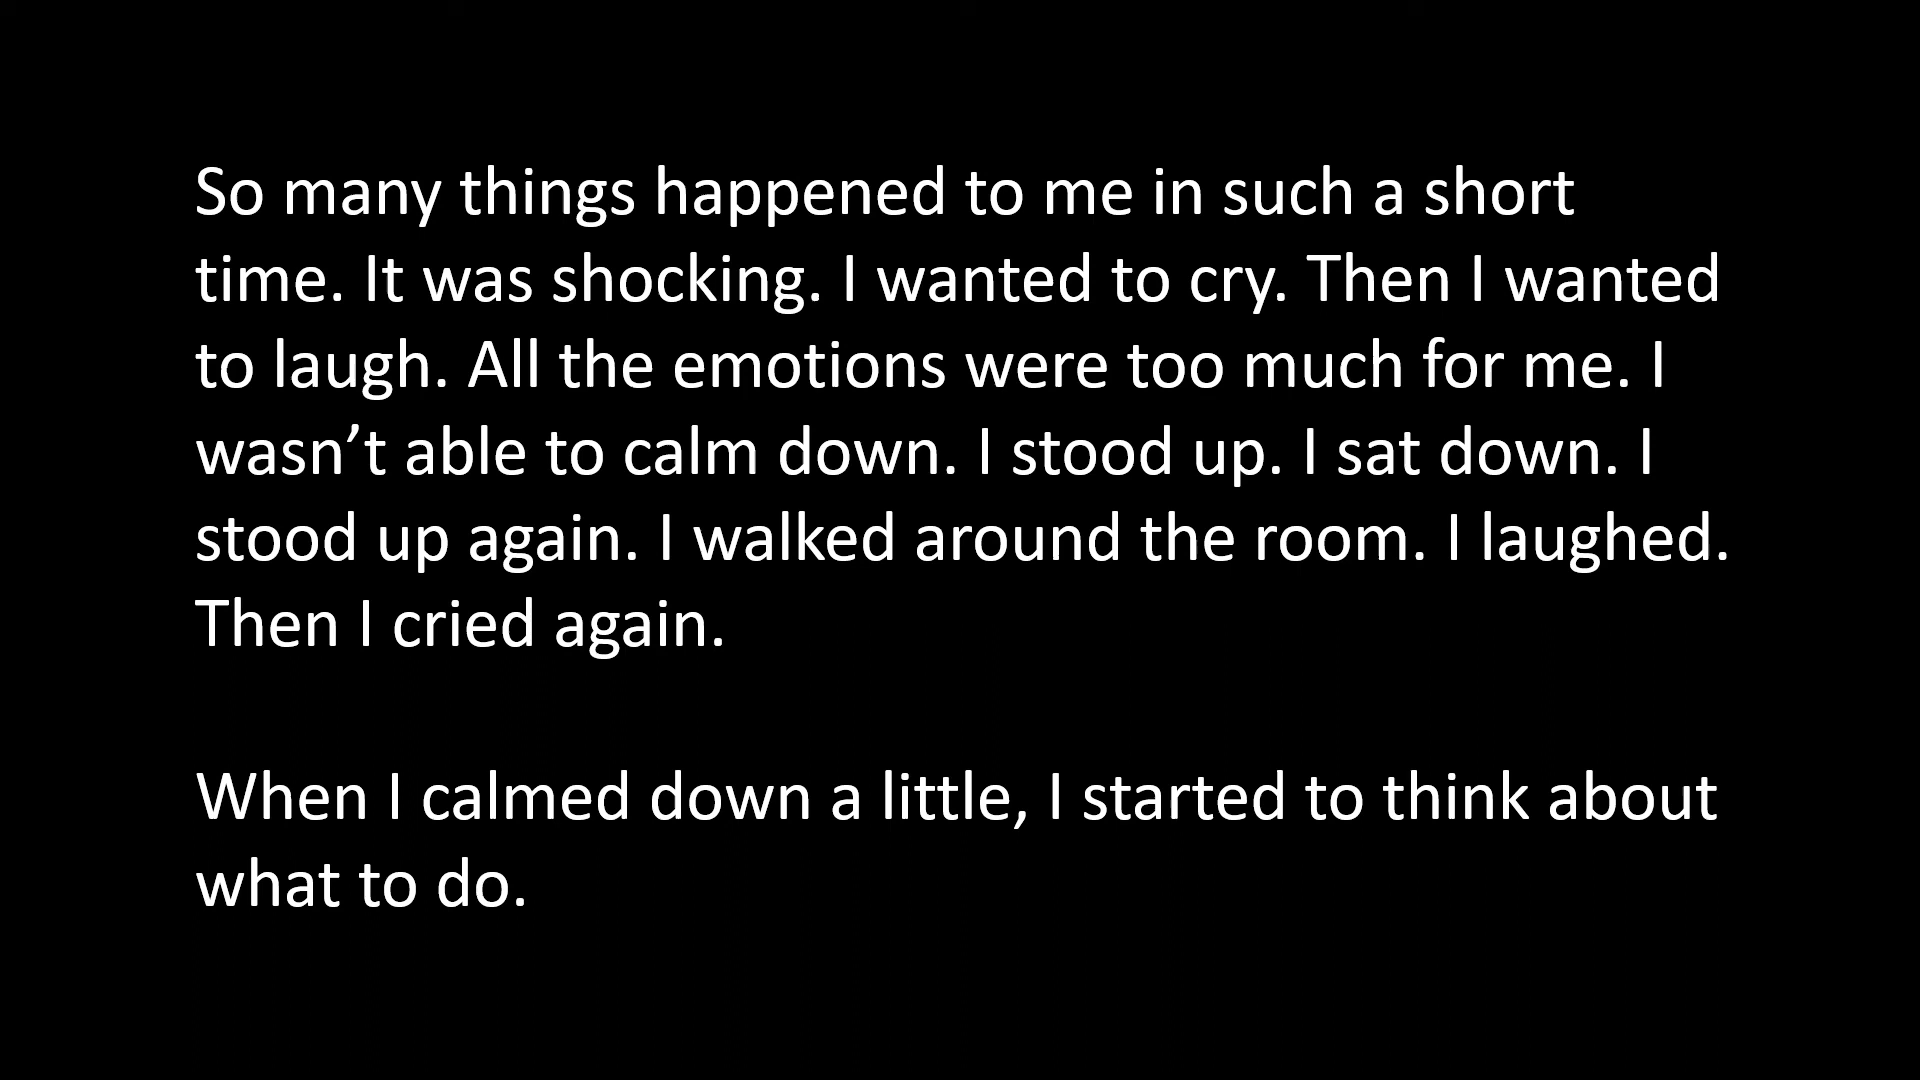 So many things happened to me in such a short
time. It was shocking. I wanted to cry. Then I wanted
to laugh. All the emotions were too much for me. I
wasn’t able to calm down. I stood up. I sat down. I
stood up again. I walked around the room. I laughed.
Then I cried again.
When I calmed down a little, I started to think about
what to do.